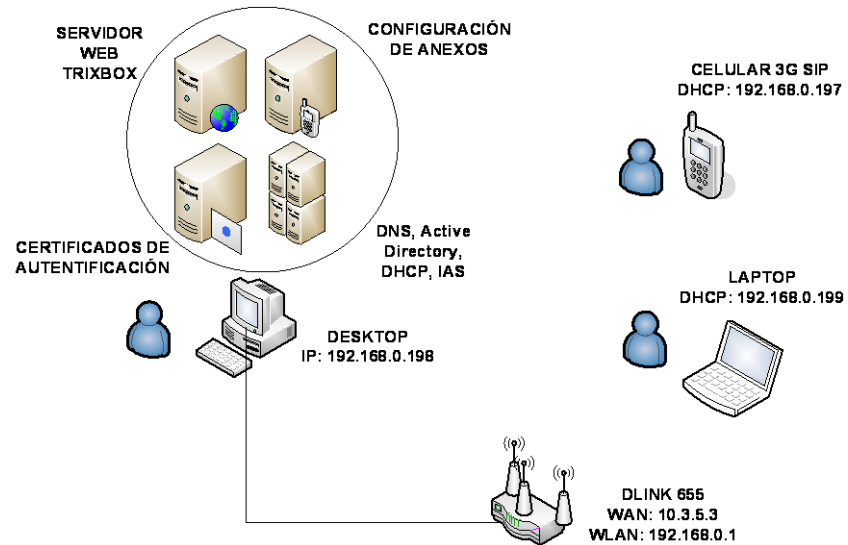 SERVIDOR
WEB
TRIXBOX
CONFIGURACIÓN
DE ANEXOS
CERTIFICADOS DE
AUTENTIFICACIÓN
DNS, Active
Directory,
DHCP, IAS
DESKTOP
IP: 192.168.0.198
CELULAR 3G SIP
DHCP: 192.168.0.197
LAPTOP
DHCP: 192.168.0.199
DLINK 655
WAN: 10.3.5.3
WLAN: 192.168.0.1